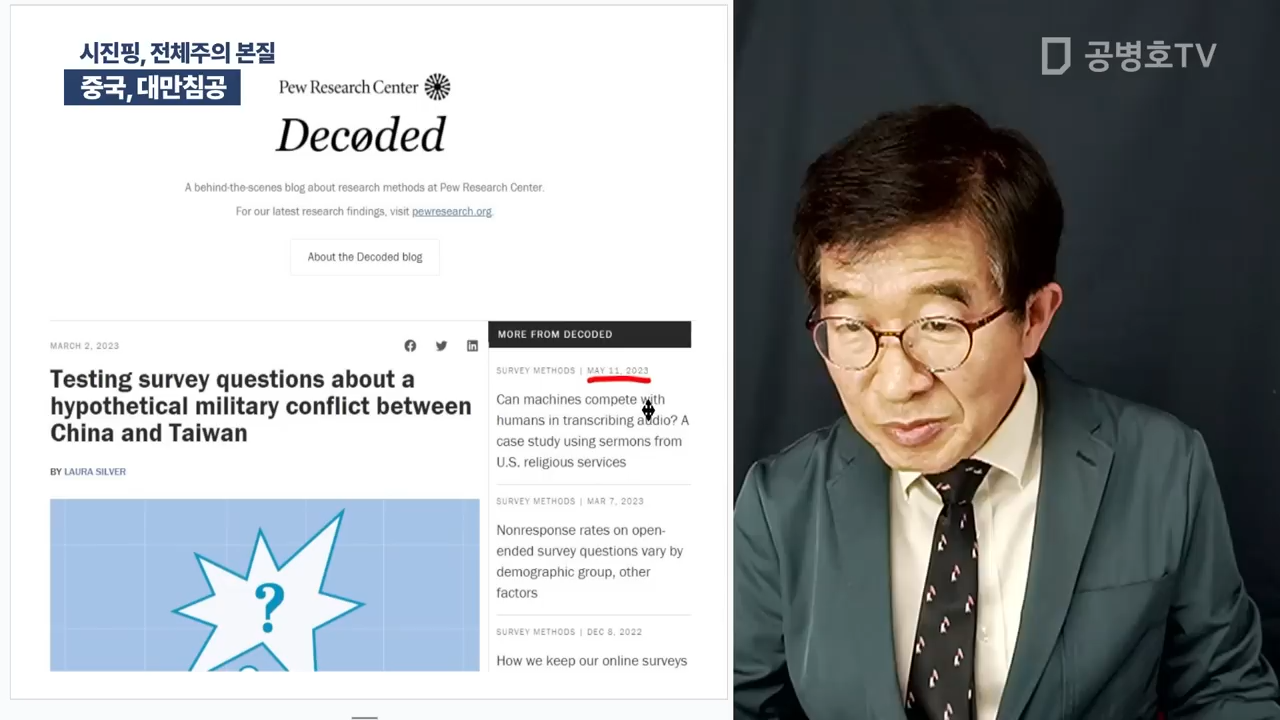 시진핑, 전체주의 본질
중국, 대만침공
공병호TV
Pew Research Center
Decøded
A behind-the-scenes blog about research methods at Pew Research Center.
For our latest research findings, visit pewresearch.org.
About the Decoded blog
MARCH 2, 2023
Testing survey questions about a
hypothetical military conflict between
China and Taiwan
BY LAURA SILVER
?
MORE FROM DECODED
SURVEY METHODS | MAY 11, 2023
Can machines compete with
humans in transcribing audio? A
case study using sermons from
U.S. religious services
SURVEY METHODS | MAR 7, 2023
Nonresponse rates on open-
ended survey questions vary by
demographic group, other
factors
SURVEY METHODS | DEC 8, 2022
How we keep our online surveys